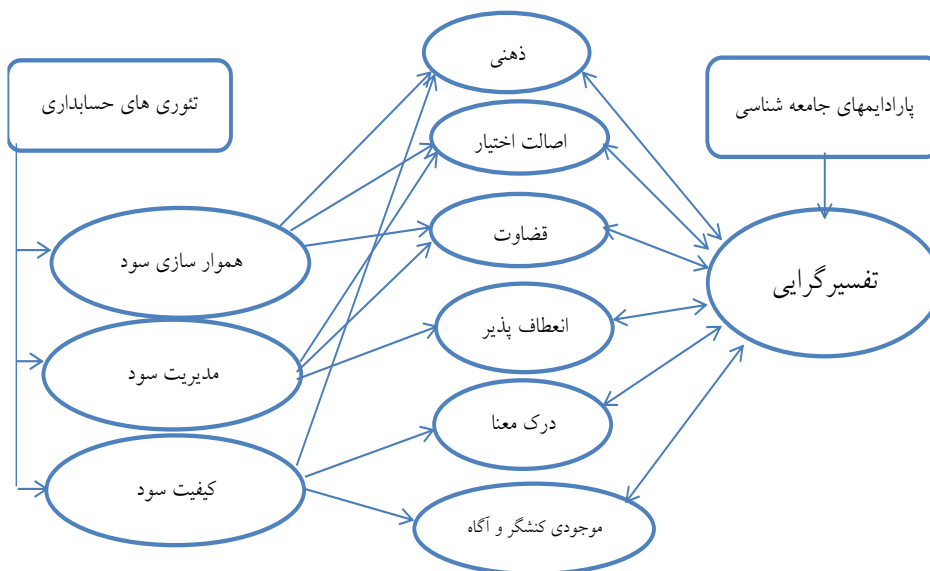 ذهنی
پارادایمهای جامعه شناسی
تئوری های حسابداری
اصالت اختیار
قضاوت
هموار سازی سود
تفسیرگرایی
انعطاف پذیر
مدیریت سود
درک معنا
کیفیت سود
موجودی کنشگر و آگاه